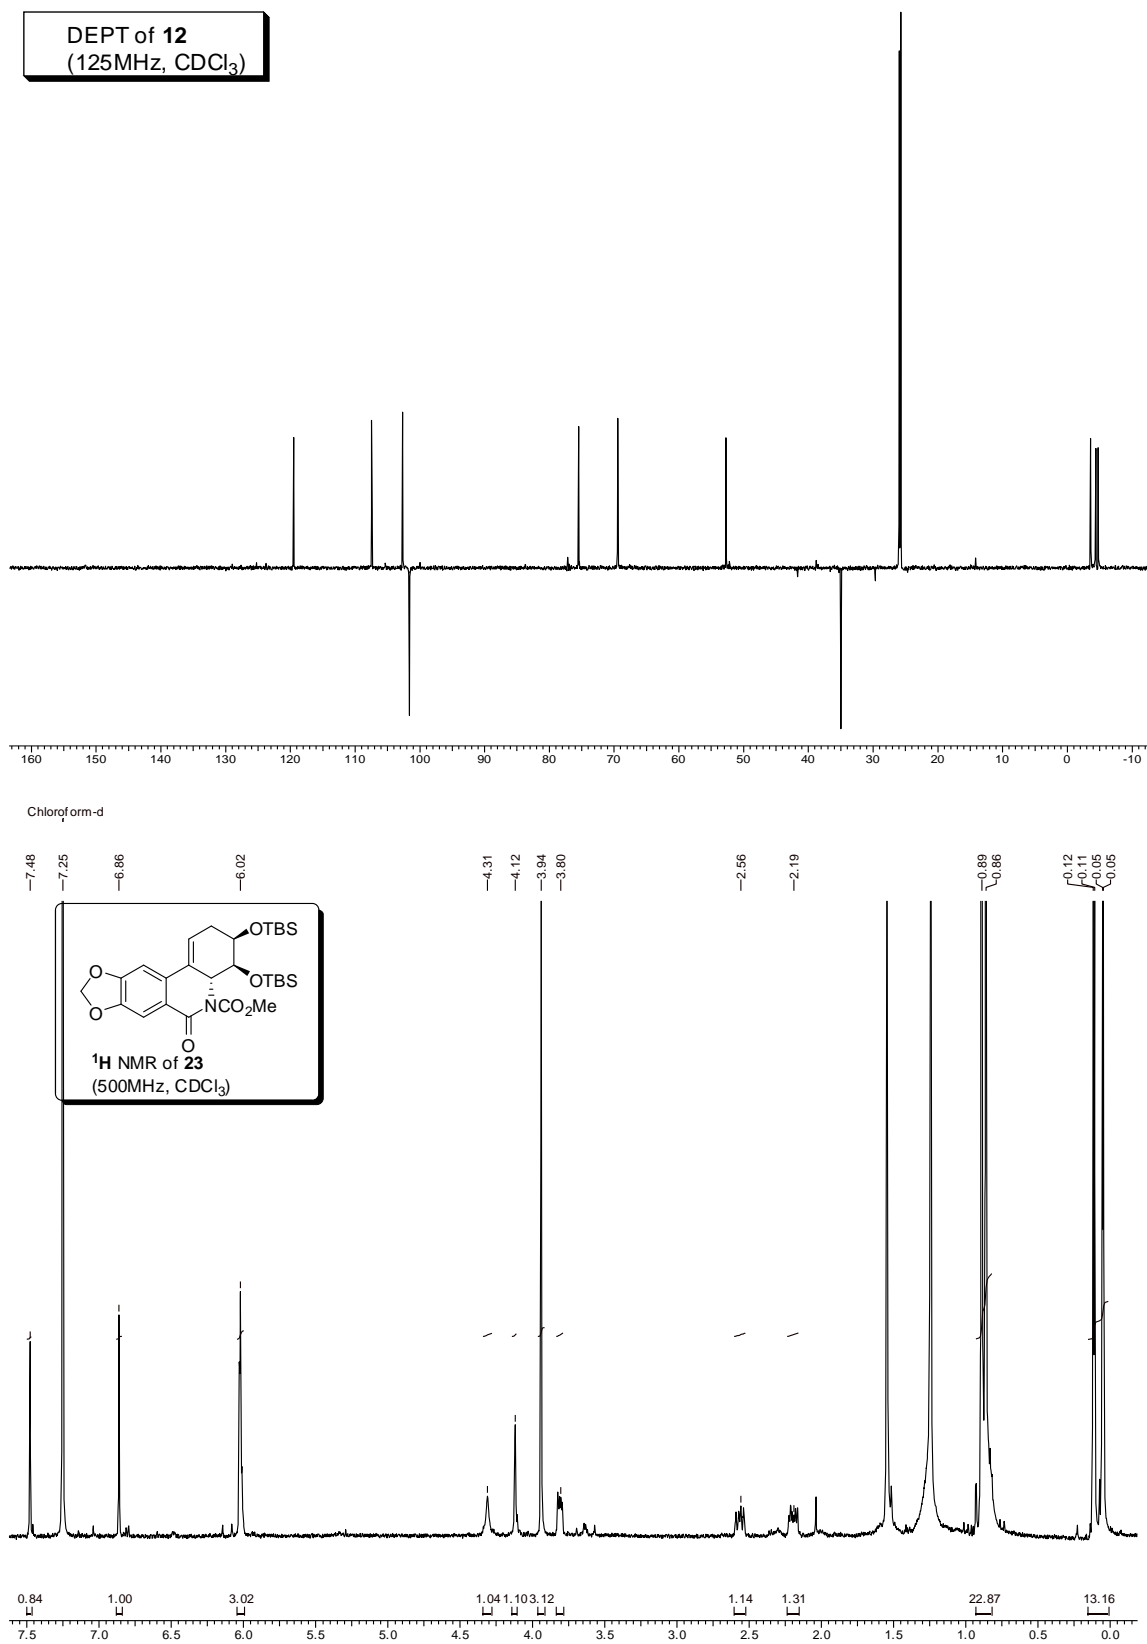 DEPT of 12
(125MHz, CDCl3)
160 150 140 130 120 110 100 90 80 70 60 50 40 30 20 10 0 -10
Chloroform-d
7.48 7.25 6.86 6.02 4.31 4.12 3.94 3.80 2.56 2.19 0.89 0.86 0.12 0.11 0.05 0.05
OTBS
O
OTBS
NCO2Me
O
O
1H NMR of 23
(500MHz, CDCl3)
0.84 1.00 3.02 1.04 1.10 3.12 1.14 1.31 22.87 13.16
7.5 7.0 6.5 6.0 5.5 5.0 4.5 4.0 3.5 3.0 2.5 2.0 1.5 1.0 0.5 0.0